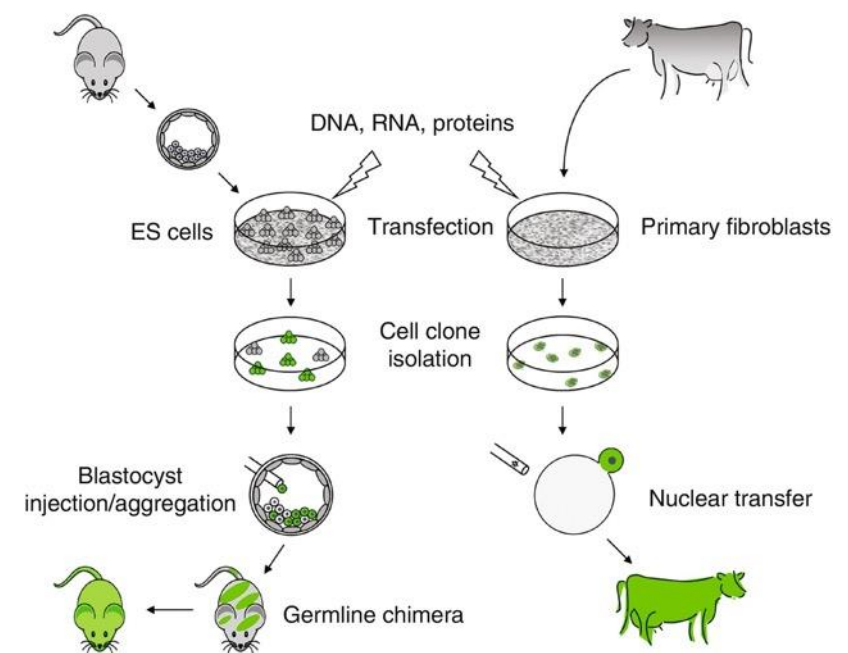 DNA, RNA, proteins
ES cells
Transfection
Primary fibroblasts
Cell clone
isolation
Blastocyst
injection/aggregation
Nuclear transfer
Germline chimera